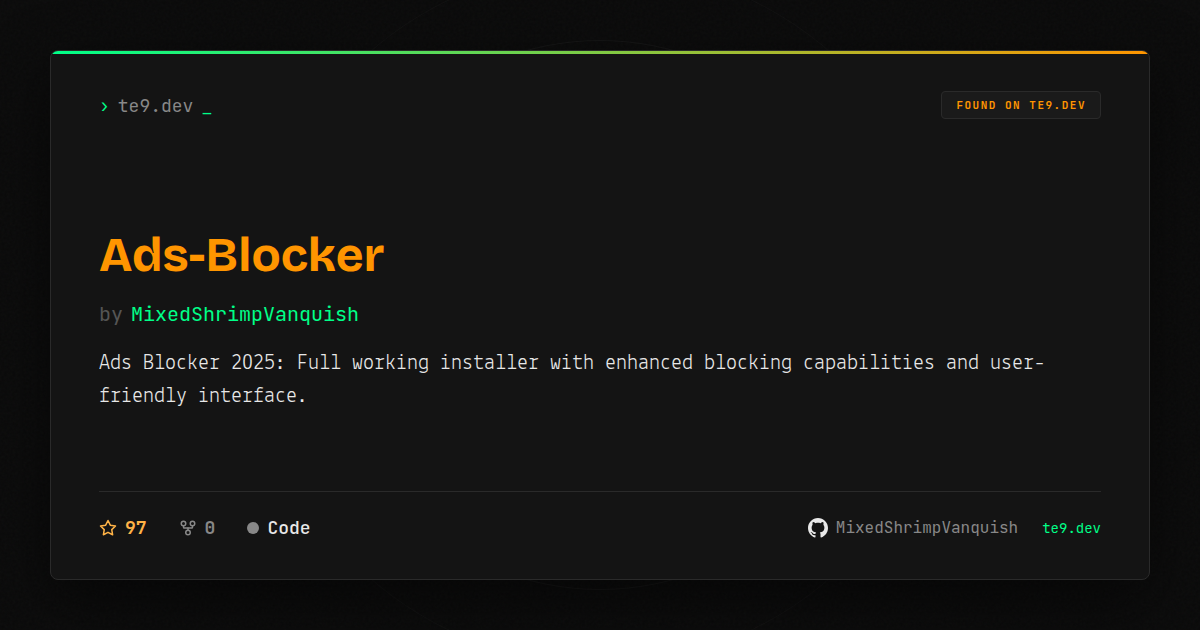 › te9.dev _
FOUND ON TE9.DEV
Ads-Blocker
by MixedShrimpVanquish
Ads Blocker 2025: Full working installer with enhanced blocking capabilities and user-
friendly interface.
97 0 Code
MixedShrimpVanquish te9.dev